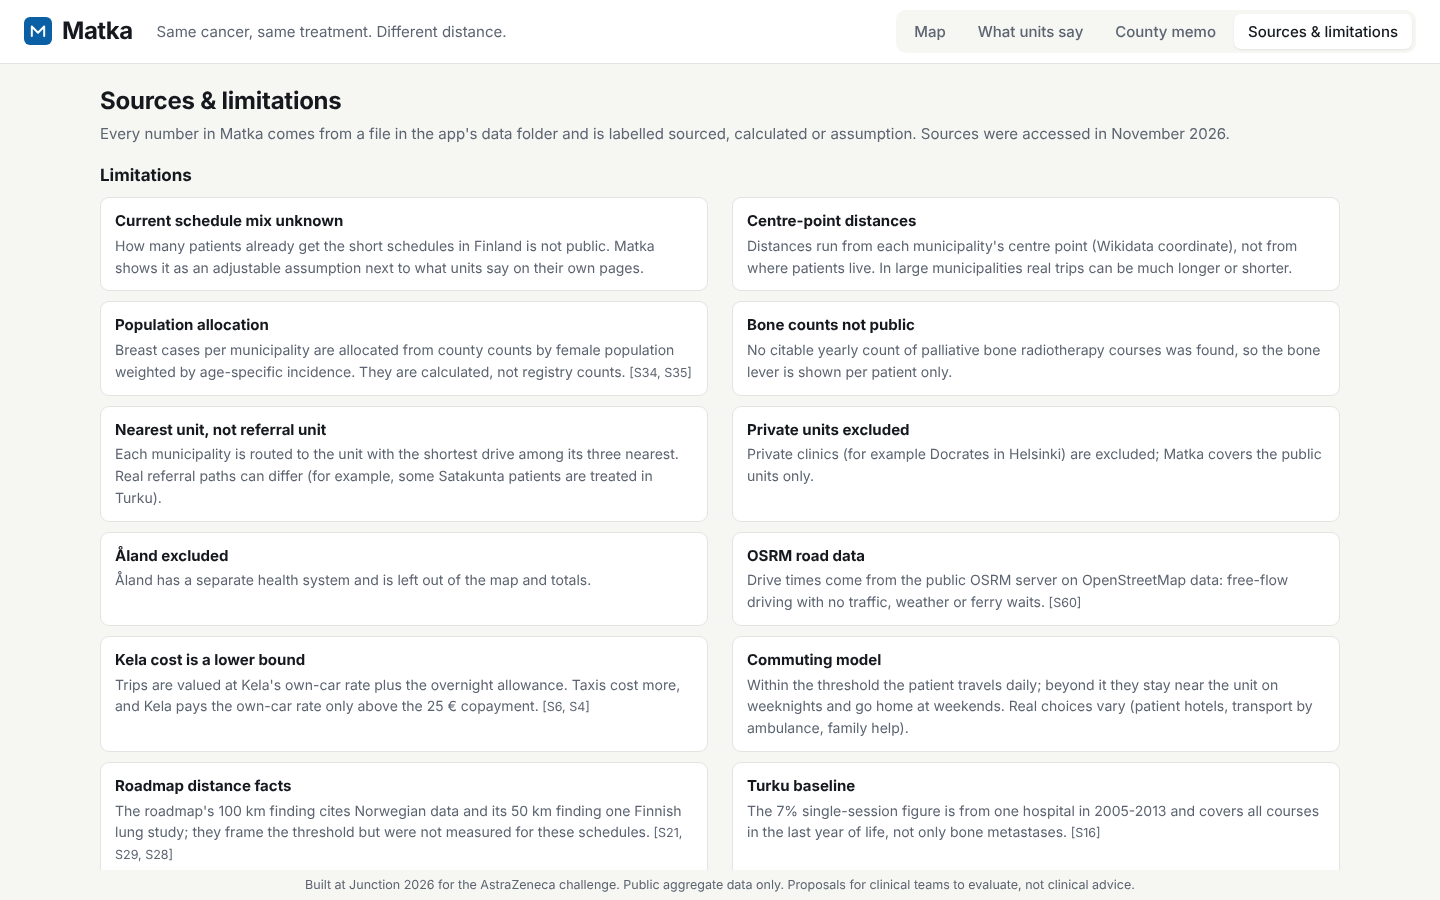 Matka
Same cancer, same treatment. Different distance.
Map
What units say
County memo
Sources & limitations
Sources & limitations
Every number in Matka comes from a file in the app's data folder and is labelled sourced, calculated or assumption. Sources were accessed in November 2026.
Limitations
Current schedule mix unknown
How many patients already get the short schedules in Finland is not public. Matka
shows it as an adjustable assumption next to what units say on their own pages.
Centre-point distances
Distances run from each municipality's centre point (Wikidata coordinate), not from
where patients live. In large municipalities real trips can be much longer or shorter.
Population allocation
Breast cases per municipality are allocated from county counts by female population
weighted by age-specific incidence. They are calculated, not registry counts. [S34, S35]
Bone counts not public
No citable yearly count of palliative bone radiotherapy courses was found, so the bone
lever is shown per patient only.
Nearest unit, not referral unit
Each municipality is routed to the unit with the shortest drive among its three nearest.
Real referral paths can differ (for example, some Satakunta patients are treated in
Turku).
Private units excluded
Private clinics (for example Docrates in Helsinki) are excluded; Matka covers the public
units only.
Åland excluded
Åland has a separate health system and is left out of the map and totals.
OSRM road data
Drive times come from the public OSRM server on OpenStreetMap data: free-flow
driving with no traffic, weather or ferry waits. [S60]
Kela cost is a lower bound
Trips are valued at Kela's own-car rate plus the overnight allowance. Taxis cost more,
and Kela pays the own-car rate only above the 25 € copayment. [S6, S4]
Commuting model
Within the threshold the patient travels daily; beyond it they stay near the unit on
weeknights and go home at weekends. Real choices vary (patient hotels, transport by
ambulance, family help).
Roadmap distance facts
The roadmap's 100 km finding cites Norwegian data and its 50 km finding one Finnish
lung study; they frame the threshold but were not measured for these schedules. [S21,
S29, S28]
Turku baseline
The 7% single-session figure is from one hospital in 2005-2013 and covers all courses
in the last year of life, not only bone metastases. [S16]
Built at Junction 2026 for the AstraZeneca challenge. Public aggregate data only. Proposals for clinical teams to evaluate, not clinical advice.